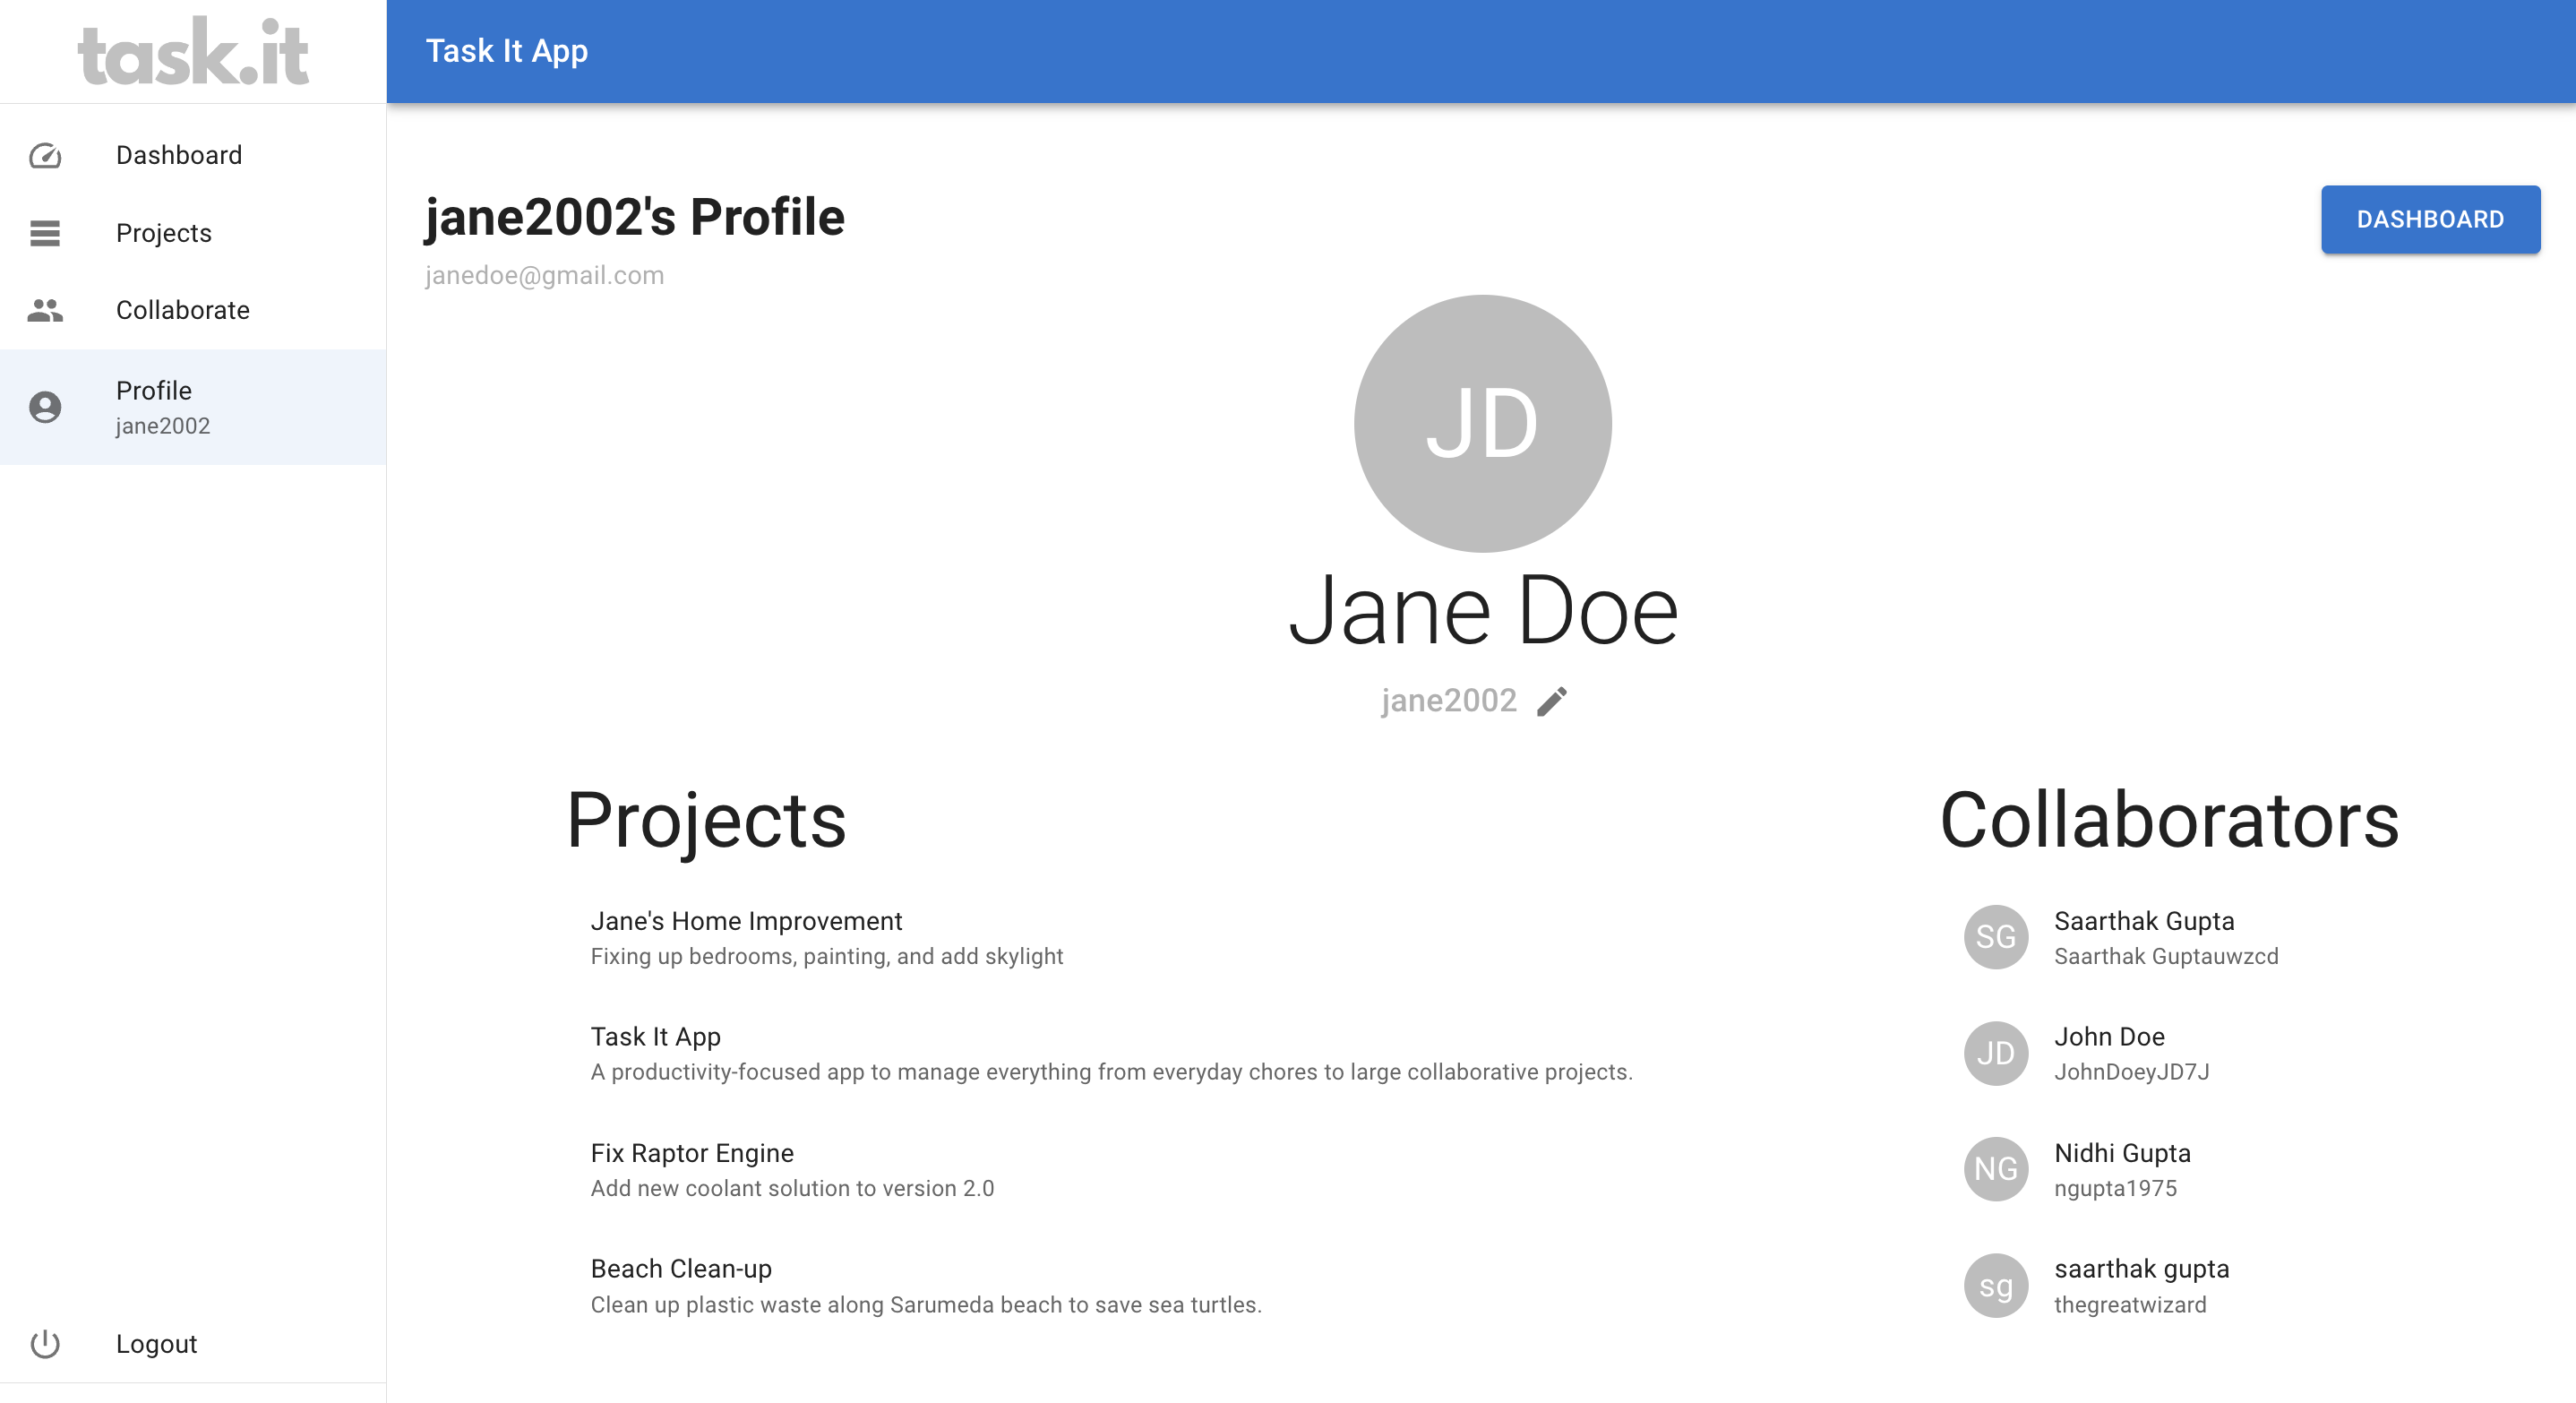 task.it
Task It App
Dashboard
Projects
Collaborate
Profile
jane2002
Logout
jane2002's Profile
janedoe@gmail.com
DASHBOARD
JD
Jane Doe
jane2002
Projects
Jane's Home Improvement
Fixing up bedrooms, painting, and add skylight
Task It App
A productivity-focused app to manage everything from everyday chores to large collaborative projects.
Fix Raptor Engine
Add new coolant solution to version 2.0
Beach Clean-up
Clean up plastic waste along Sarumeda beach to save sea turtles.
Collaborators
SG
Saarthak Gupta
Saarthak Guptauwzcd
JD
John Doe
JohnDoeyJD7J
NG
Nidhi Gupta
ngupta1975
sg
saarthak gupta
thegreatwizard